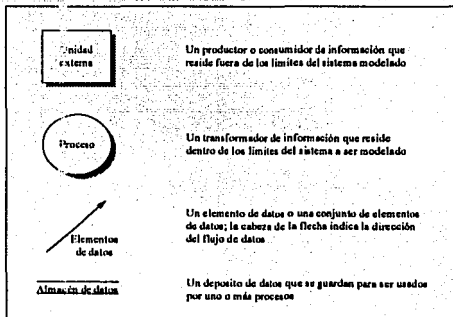 Unidad
externa
Un productor o consumidor de información que
reside fuera de los limites del sistema modelado
Proceso
Un transformador de información que reside
dentro de los limites del sistema a ser modelado
Elementos
de datos
Un elemento de datos o una conjunto de elementos
de datos; la cabeza de la flecha indica la dirección
del flujo de datos
Almacén de datos
Un deposito de datos que se guardan para ser usados
por uno o más procesos